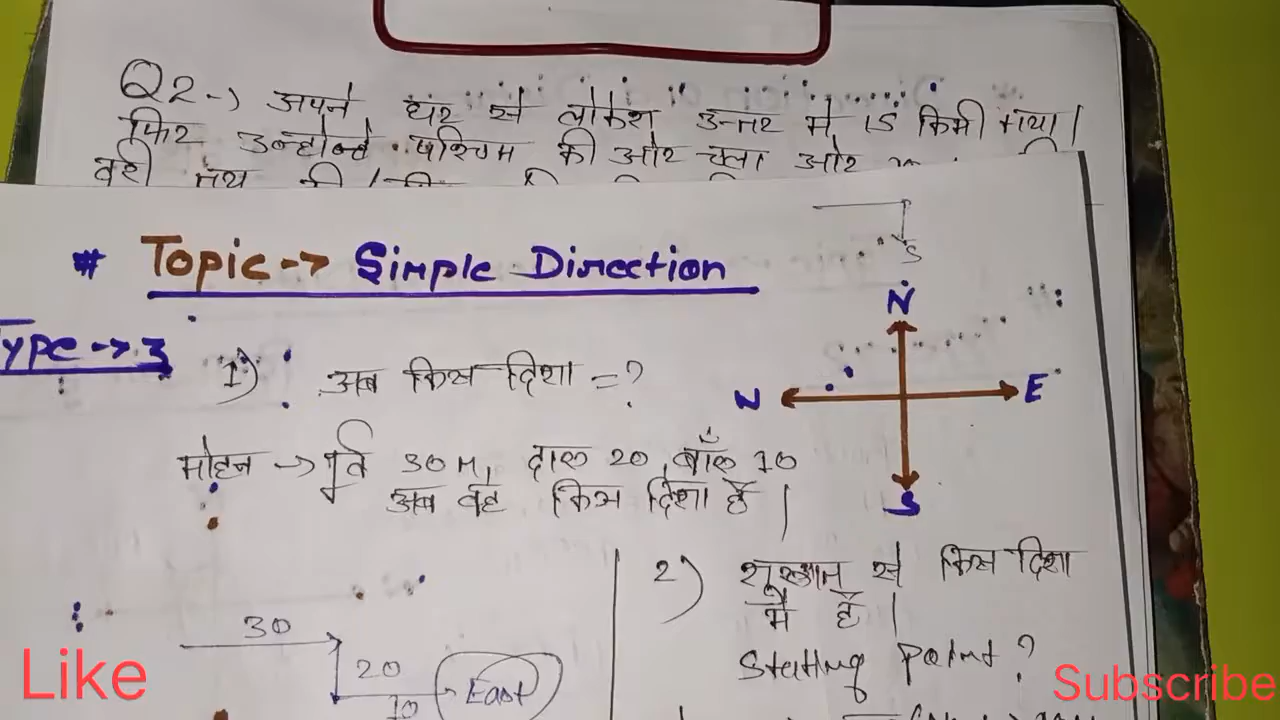 Q2→ अपने घर से लोकेश उत्तर में 15 किमी गया।
फिर उन्होंने पश्चिम की ओर चला और
वही
# Topic → Simple Direction
S
N
Type → 3
1) अब किस दिशा = ?
W
E
मोहन → पूर्व 30 M, दाऐ 20, बाँऐ 10
अब वह किस दिशा है।
S
2) शुरुआत से किस दिशा
में है।
Starting Point ?
30
20
10
East
Like
Subscribe